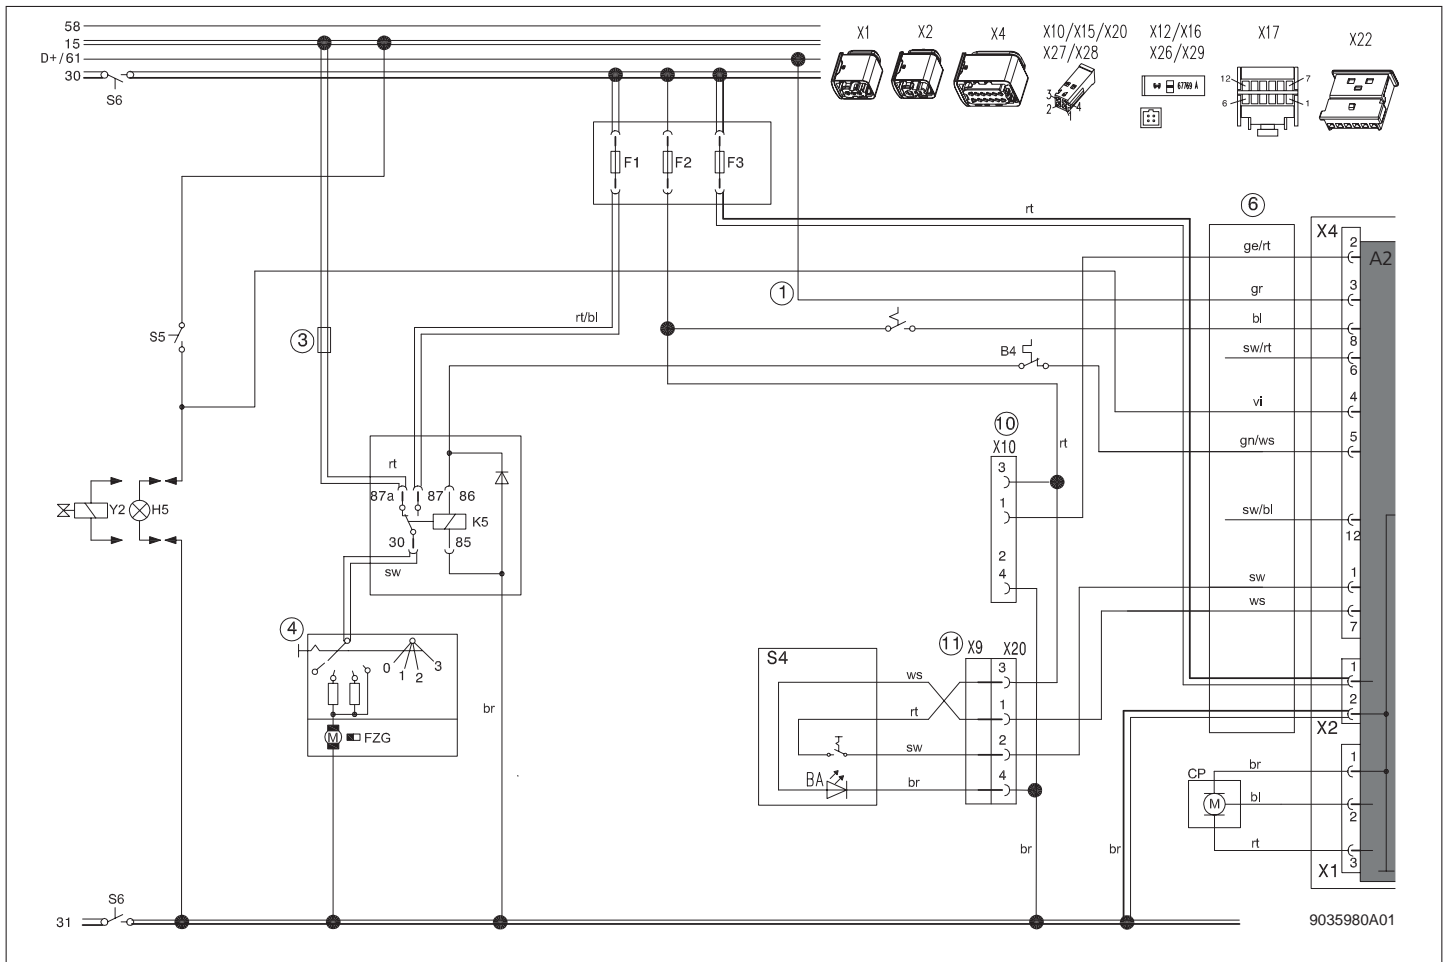 58
15
D+/61
30
S6
X1
X2
X4
X10/X15/X20
X27/X28
X12/X16
X26/X29
X17
X22
3
2
4
67769 A
12
7
6
1
F1
F2
F3
rt
6
X4
2
A2
ge/rt
3
gr
1
bl
8
rt/bl
S5
3
B4
sw/rt
6
4
vi
5
gn/ws
10
X10
rt
3
1
2
4
rt
87a
87
86
K5
30
85
sw
Y2
H5
sw/bl
12
1
sw
ws
7
4
0
1
2
3
M
FZG
br
S4
11
X9
X20
ws
3
rt
1
sw
2
BA
br
4
1
2
X2
CP
br
1
M
bl
2
rt
3
X1
br
br
31
S6
9035980A01